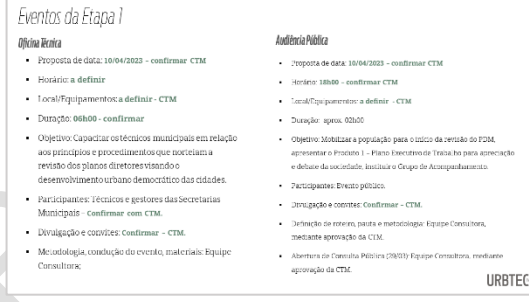 Eventos da Etapa 1
Oficina Técnica
Proposta de data: 10/04/2023 – confirmar CTM
Horário: a definir
Local/Equipamentos: a definir - CTM
Duração: 06h00 - confirmar
Objetivo: Capacitar os técnicos municipais em relação
aos princípios e procedimentos que norteiam a
revisão dos planos diretores visando o
desenvolvimento urbano democrático das cidades.
Participantes: Técnicos e gestores das Secretarias
Municipais – Confirmar com CTM.
Divulgação e convites: Confirmar – CTM.
Metodologia, condução do evento, materiais: Equipe
Consultora;
Audiência Pública
Proposta de data: 10/04/2023 – confirmar CTM
Horário: 18h00 – confirmar CTM
Local/Equipamentos: a definir - CTM
Duração: aprox. 02h00
Objetivo: Mobilizar a população para o início da revisão do PDM,
apresentar o Produto 1 – Plano Executivo de Trabalho para apreciação
e debate da sociedade, instituir o Grupo de Acompanhamento.
Participantes: Evento público.
Divulgação e convites: Confirmar – CTM.
Definição de roteiro, pauta e metodologia: Equipe Consultora,
mediante aprovação da CTM.
Abertura de Consulta Pública (29/03): Equipe Consultora, mediante
aprovação da CTM.
URBTEC